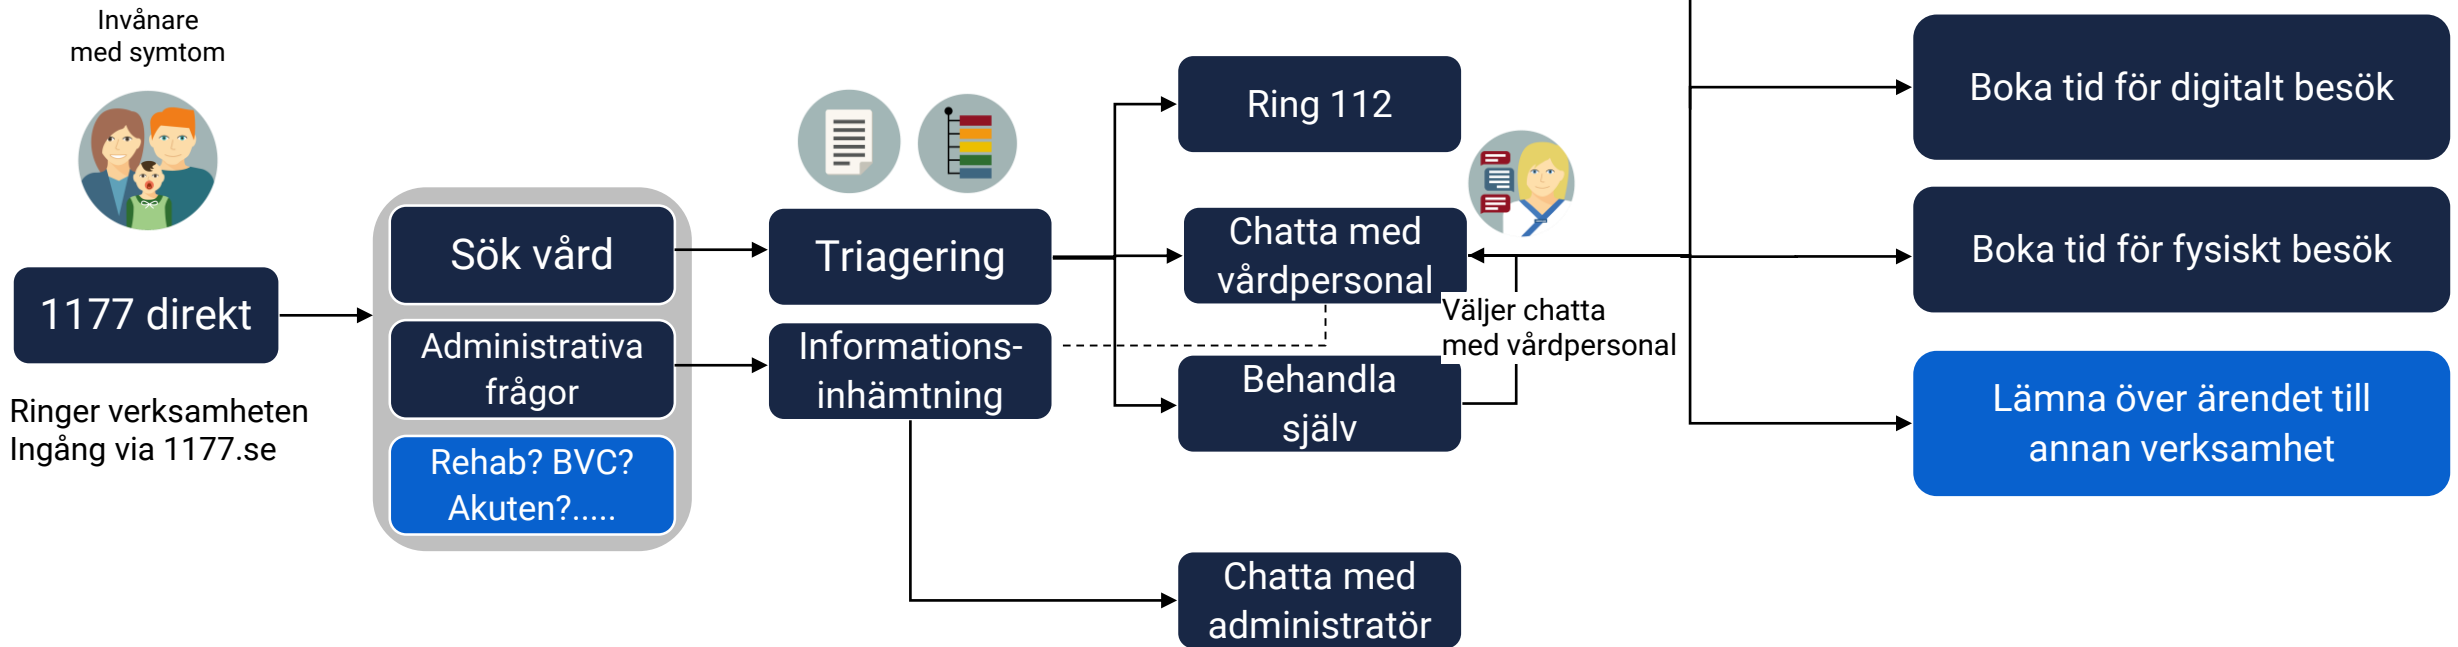 Invånare
med symtom
1177 direkt
Ringer verksamheten
Ingång via 1177.se
Sök vård
Administrativa
frågor
Rehab? BVC?
Akuten?.....
Triagering
Informations-
inhämtning
Ring 112
Chatta med
vårdpersonal
Väljer chatta
med vårdpersonal
Behandla
själv
Chatta med
administratör
Boka tid för digitalt besök
Boka tid för fysiskt besök
Lämna över ärendet till
annan verksamhet